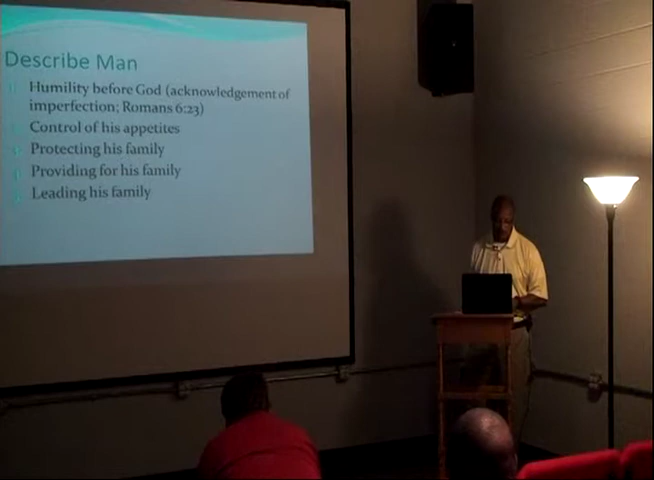 Describe Man
Humility before God (acknowledgement of
imperfection; Romans 6:23)
Control of his appetites
Protecting his family
Providing for his family
Leading his family